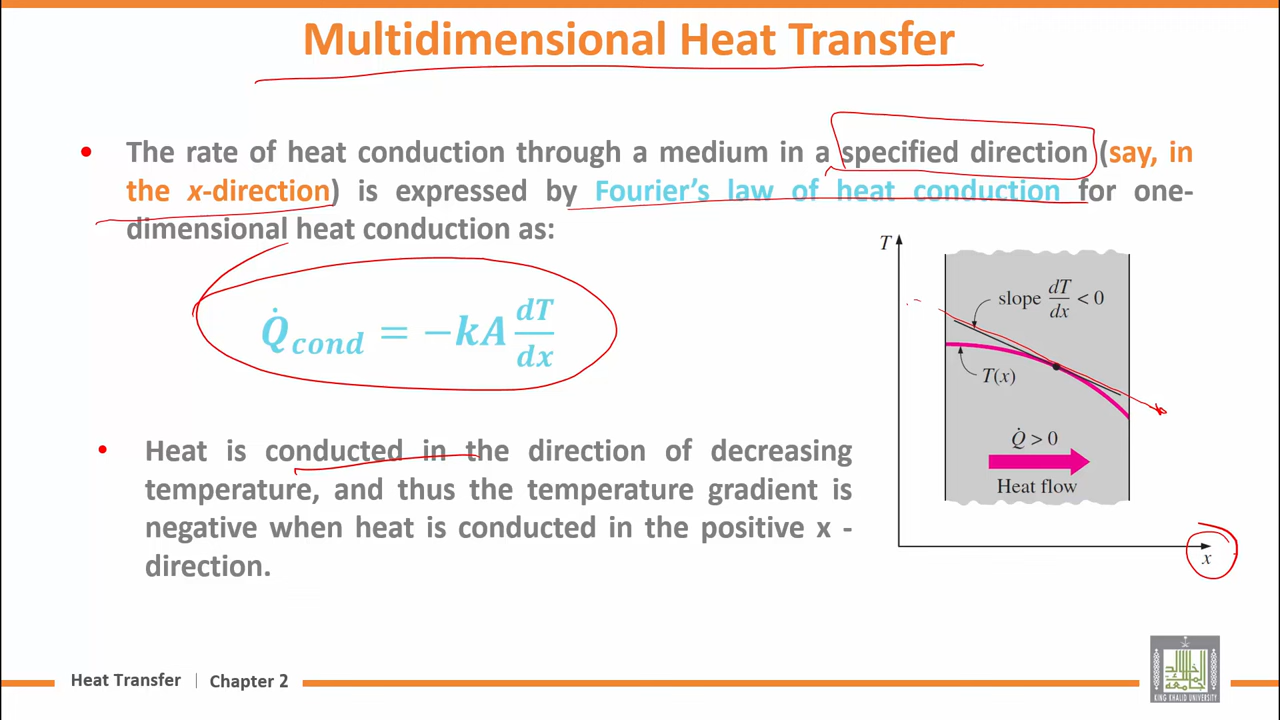 Multidimensional Heat Transfer
• The rate of heat conduction through a medium in a specified direction (say, in
the x-direction) is expressed by Fourier's law of heat conduction for one-
dimensional heat conduction as:
Q̇cond = −kA dT/dx
• Heat is conducted in the direction of decreasing
temperature, and thus the temperature gradient is
negative when heat is conducted in the positive x -
direction.
T
slope dT/dx < 0
T(x)
Q̇ > 0
Heat flow
x
Heat Transfer | Chapter 2
KING KHALID UNIVERSITY